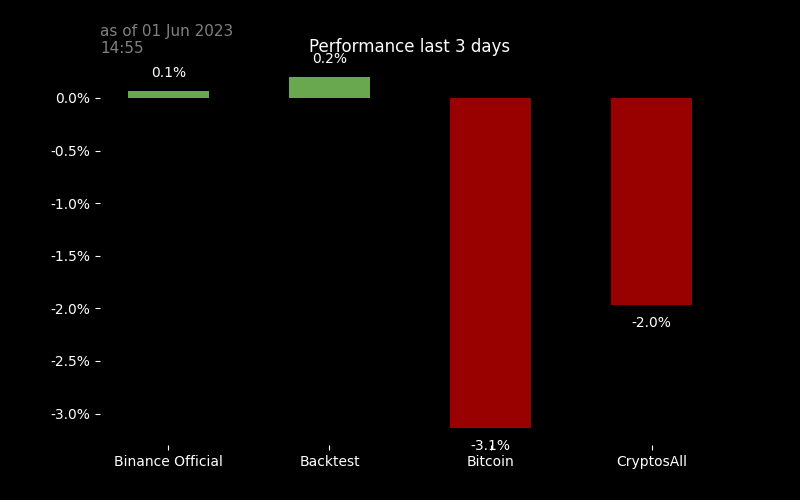 as of 01 Jun 2023
14:55
Performance last 3 days
0.1%
0.2%
0.0%
-0.5%
-1.0%
-1.5%
-2.0%
-2.5%
-3.0%
-2.0%
-3.1%
Binance Official
Backtest
Bitcoin
CryptosAll